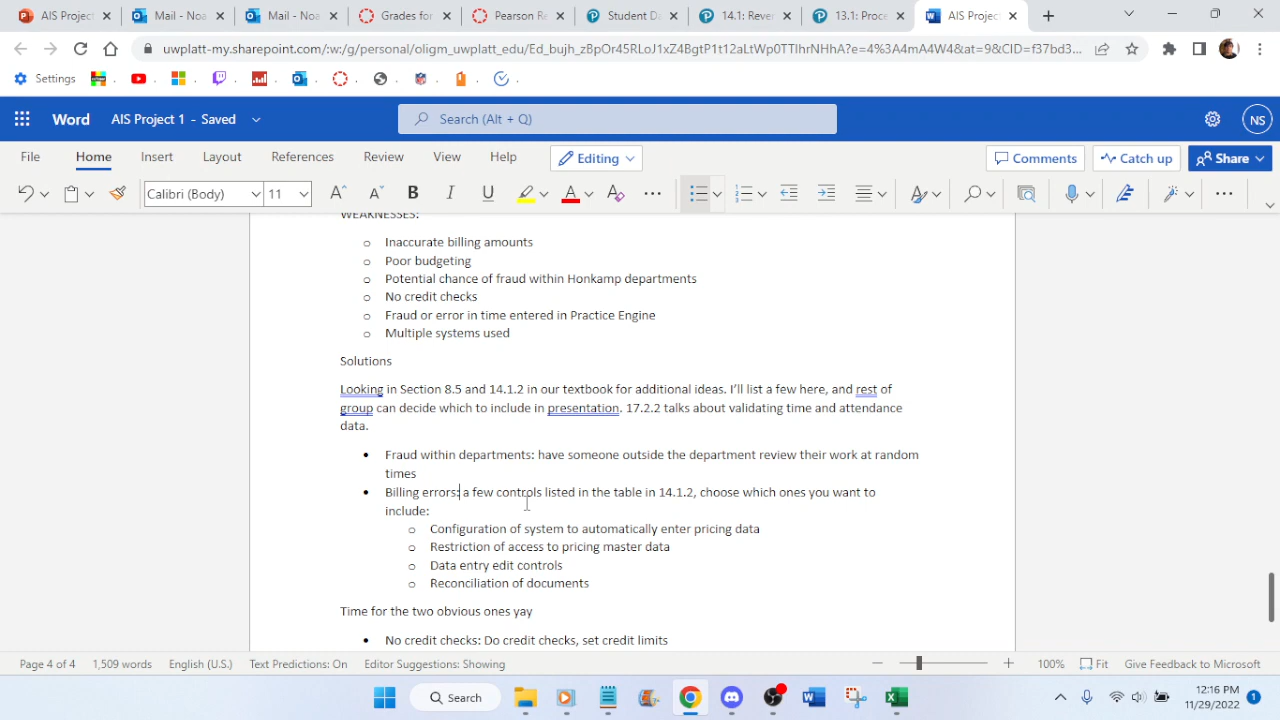 AIS Project
Mail - Noa
Mail - Noa
Grades for
Pearson Re
Student Da
14.1: Rever
13.1: Proce
AIS Projec
uwplatt-my.sharepoint.com/:w:/g/personal/oligm_uwplatt_edu/
Settings
Word AIS Project 1 - Saved Search (Alt + Q) NS
File Home Insert Layout References Review View Help Editing Comments Catch up Share
Calibri (Body) 11
WEAKNESSES:
o Inaccurate billing amounts
o Poor budgeting
o Potential chance of fraud within Honkamp departments
o No credit checks
o Fraud or error in time entered in Practice Engine
o Multiple systems used
Solutions
Looking in Section 8.5 and 14.1.2 in our textbook for additional ideas. I'll list a few here, and rest of
group can decide which to include in presentation. 17.2.2 talks about validating time and attendance
data.
• Fraud within departments: have someone outside the department review their work at random
times
• Billing errors: a few controls listed in the table in 14.1.2, choose which ones you want to
include:
o Configuration of system to automatically enter pricing data
o Restriction of access to pricing master data
o Data entry edit controls
o Reconciliation of documents
Time for the two obvious ones yay
• No credit checks: Do credit checks, set credit limits
Page 4 of 4 1,509 words English (U.S.) Text Predictions: On Editor Suggestions: Showing 100% Fit Give Feedback to Microsoft
Search
12:16 PM
11/29/2022